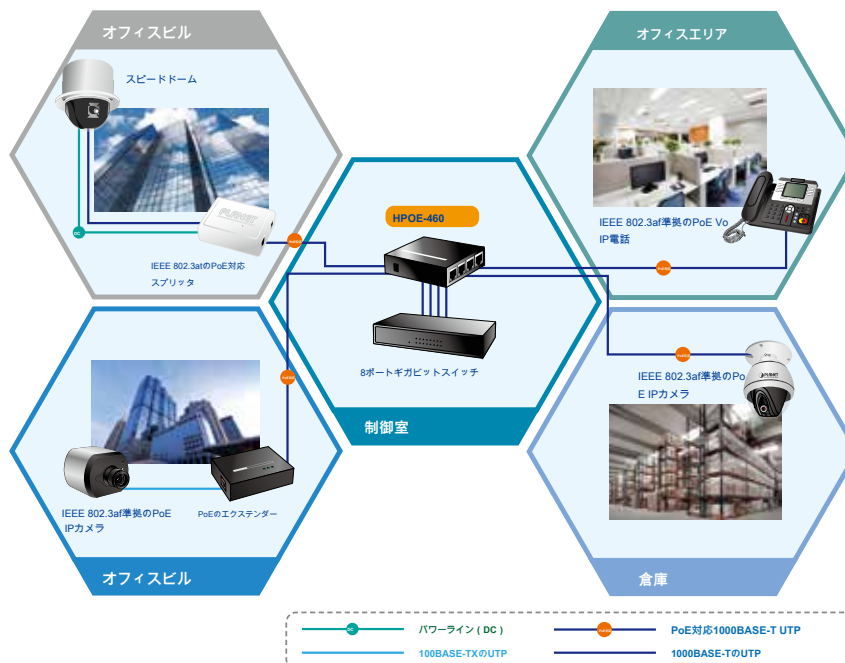 オフィスビル
スピードドーム
DC
PLANET
IEEE 802.3atのPoE対応
スプリッタ
オフィスエリア
IEEE 802.3af準拠のPoE Vo
IP電話
HPOE-460
8ポートギガビットスイッチ
制御室
IEEE 802.3af準拠のPoE
IPカメラ
PoEのエクステンダー
オフィスビル
IEEE 802.3af準拠のPo
E IPカメラ
PLANET
倉庫
DC
パワーライン ( DC )
PoE対応1000BASE-T UTP
100BASE-TXのUTP
1000BASE-TのUTP